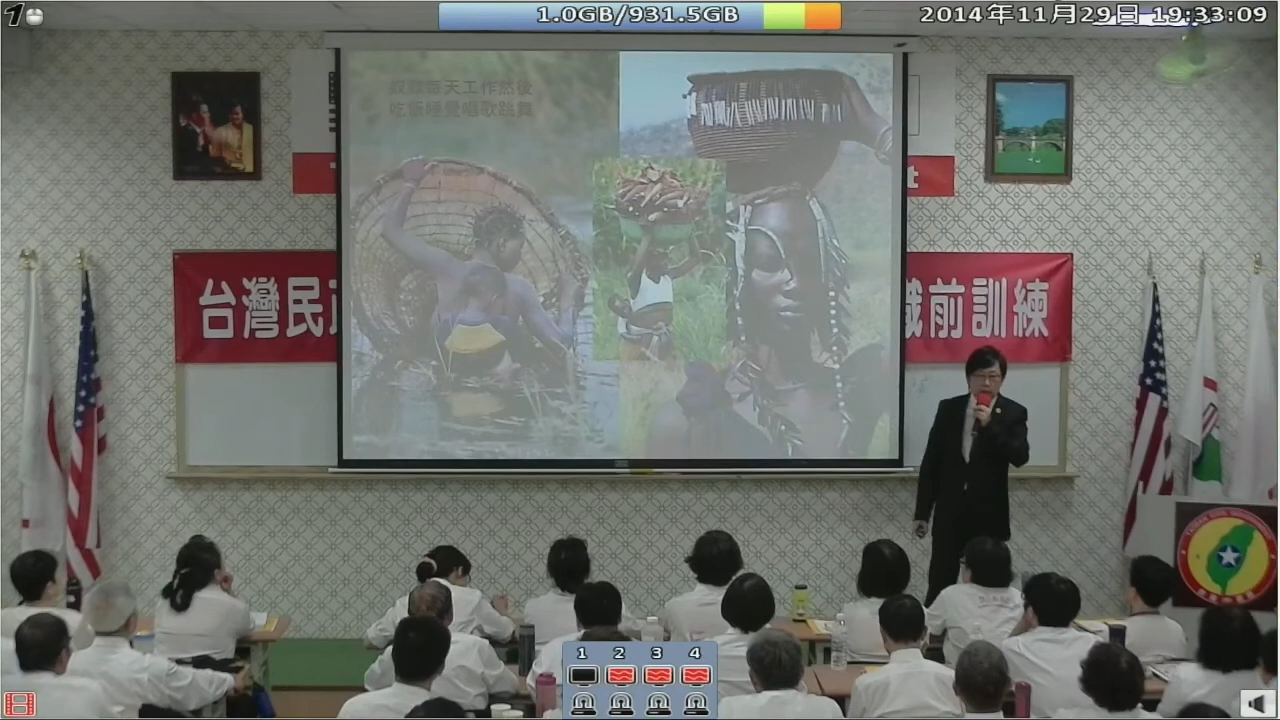 1
1.0GB/931.5GB
2014年11月29日 19:33:09
奴隸每天工作然後
吃飯睡覺唱歌跳舞
t
台灣民政
職前訓練
1 2 3 4